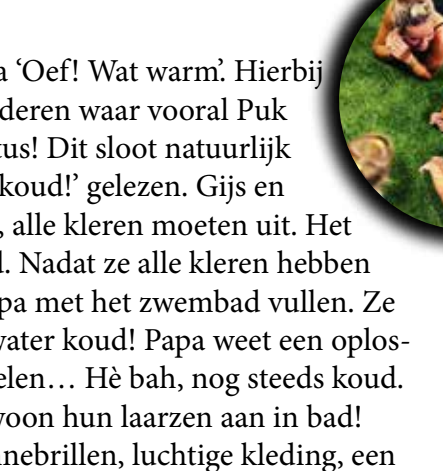 a ‘Oef! Wat warm’. Hierbij
deren waar vooral Puk
tus! Dit sloot natuurlijk
koud!’ gelezen. Gijs en
, alle kleren moeten uit. Het
d. Nadat ze alle kleren hebben
pa met het zwembad vullen. Ze
water koud! Papa weet een oplos-
elen… Hè bah, nog steeds koud.
woon hun laarzen aan in bad!
nnebrillen, luchtige kleding, een